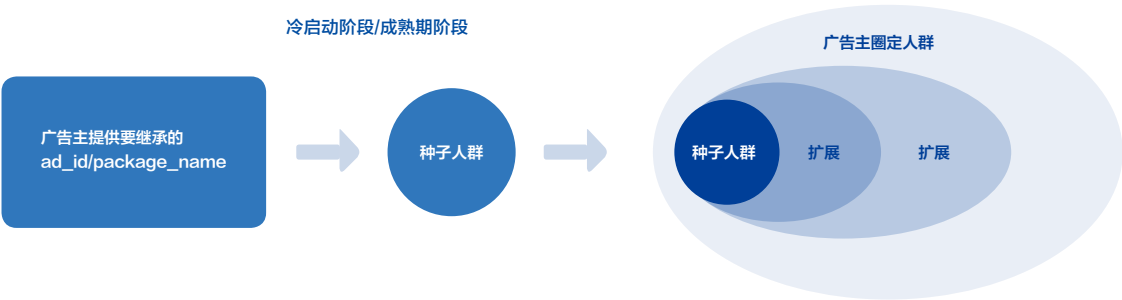 冷启动阶段/成熟期阶段
广告主圈定人群
广告主提供要继承的
ad_id/package_name
种子人群
种子人群
扩展
扩展